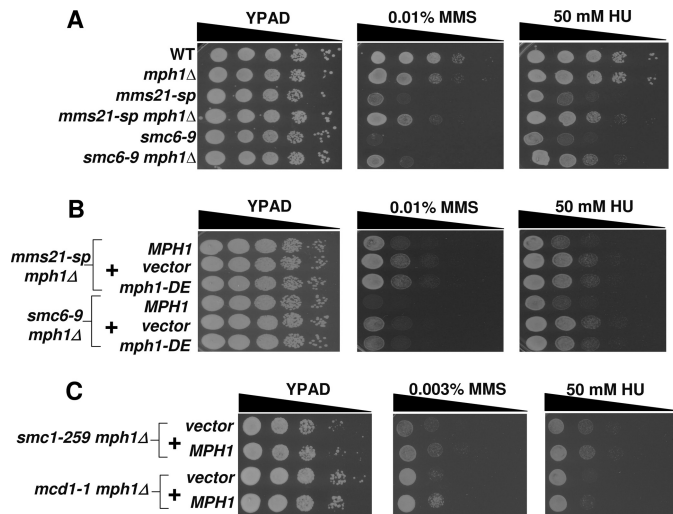 A
YPAD 0.01% MMS 50 mM HU
WT
mph1Δ
mms21-sp
mms21-sp mph1Δ
smc6-9
smc6-9 mph1Δ
B
YPAD 0.01% MMS 50 mM HU
mms21-sp
mph1Δ
+
MPH1
vector
mph1-DE
smc6-9
mph1Δ
+
MPH1
vector
mph1-DE
C
YPAD 0.003% MMS 50 mM HU
smc1-259 mph1Δ
+
vector
MPH1
mcd1-1 mph1Δ
+
vector
MPH1